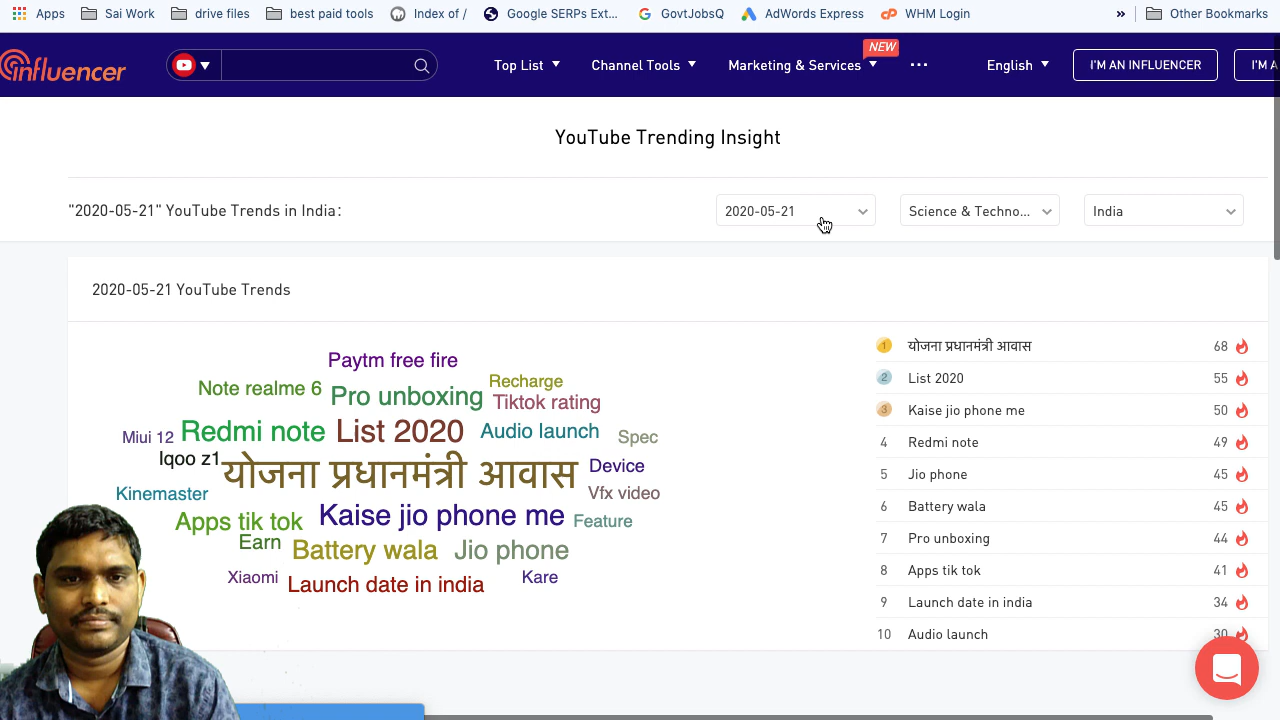 Apps Sai Work drive files best paid tools Index of / Google SERPs Ext... GovtJobsQ AdWords Express WHM Login » Other Bookmarks
influencer Top List Channel Tools Marketing & Services NEW ... English I'M AN INFLUENCER I'M A
YouTube Trending Insight
"2020-05-21" YouTube Trends in India: 2020-05-21 Science & Techno... India
2020-05-21 YouTube Trends
Paytm free fire
Note realme 6 Pro unboxing Recharge
Tiktok rating
Miui 12 Redmi note List 2020 Audio launch Spec
Iqoo z1 योजना प्रधानमंत्री आवास Device
Kinemaster Vfx video
Apps tik tok Kaise jio phone me Feature
Earn Battery wala Jio phone
Xiaomi Launch date in india Kare
1 योजना प्रधानमंत्री आवास 68
2 List 2020 55
3 Kaise jio phone me 50
4 Redmi note 49
5 Jio phone 45
6 Battery wala 45
7 Pro unboxing 44
8 Apps tik tok 41
9 Launch date in india 34
10 Audio launch 30